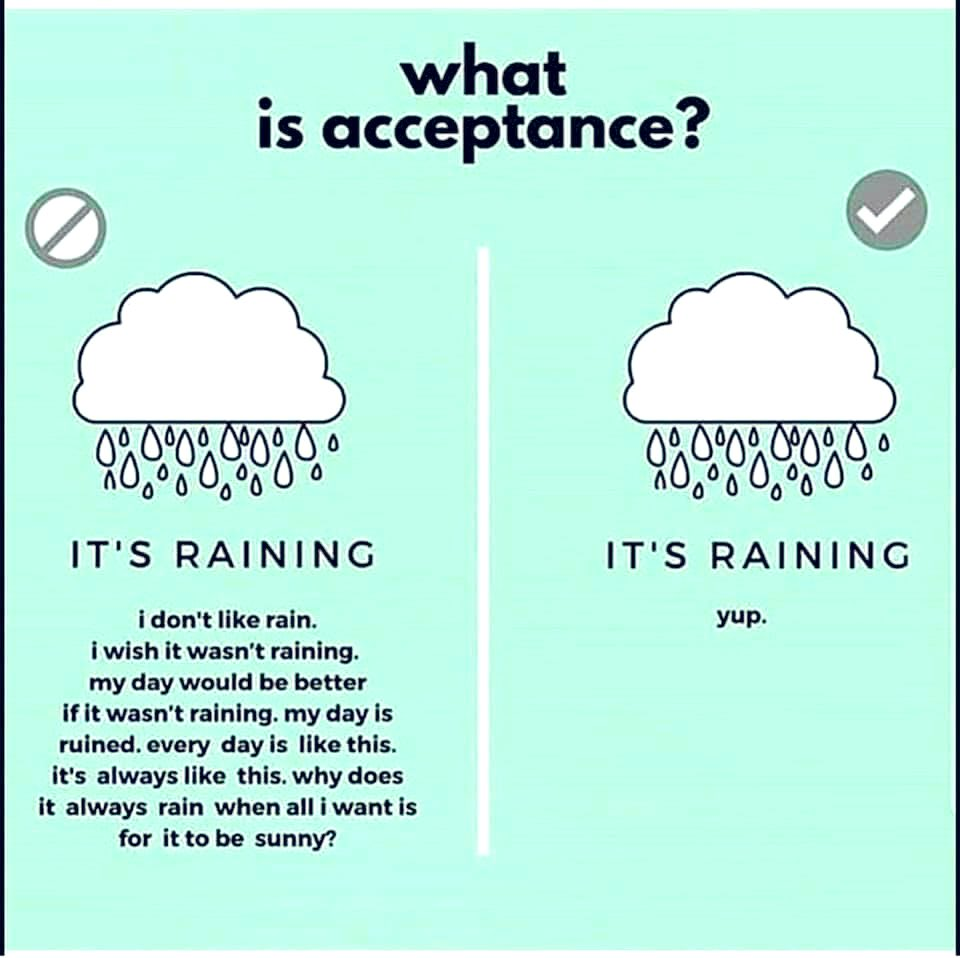 what
is acceptance?
IT'S RAINING
i don't like rain.
i wish it wasn't raining.
my day would be better
if it wasn't raining. my day is
ruined. every day is like this.
it's always like this. why does
it always rain when all i want is
for it to be sunny?
IT'S RAINING
yup.